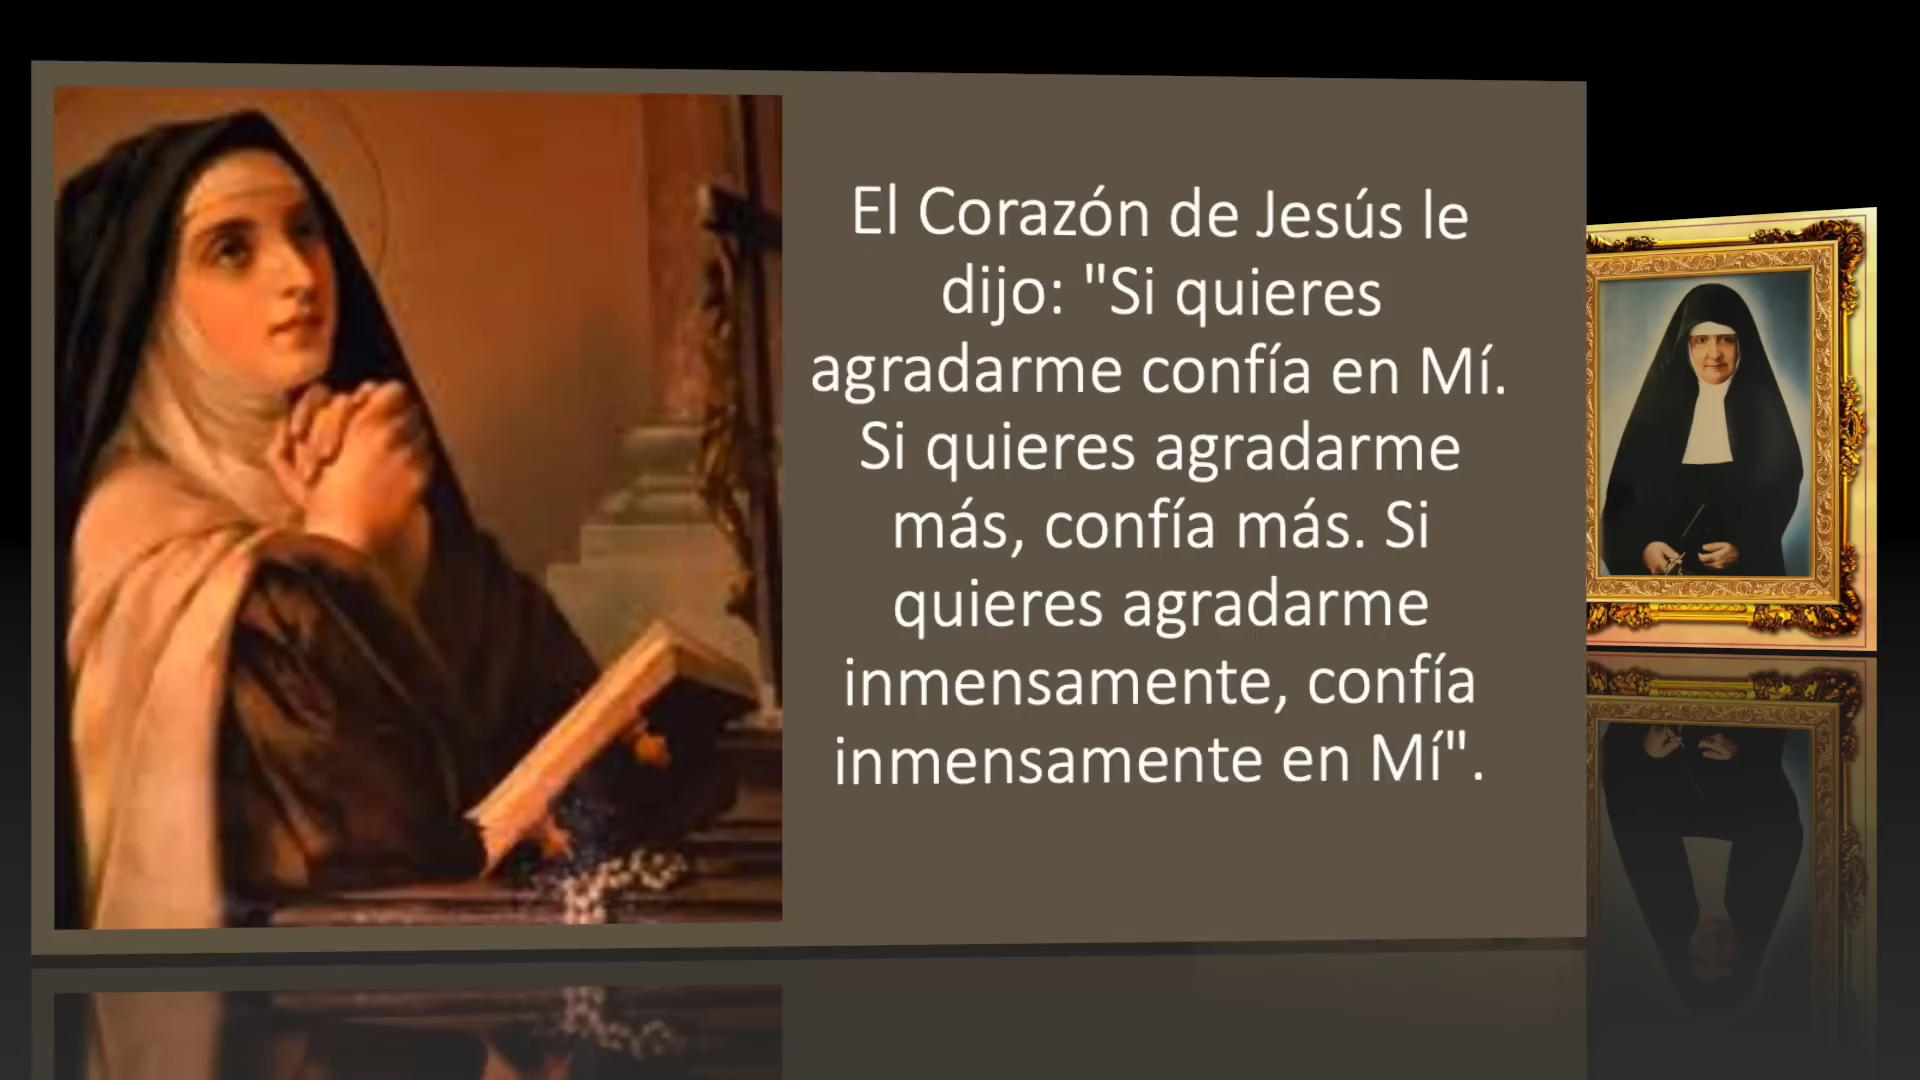 El Corazón de Jesús le
dijo: "Si quieres
agradarme confía en Mí.
Si quieres agradarme
más, confía más. Si
quieres agradarme
inmensamente, confía
inmensamente en Mí".